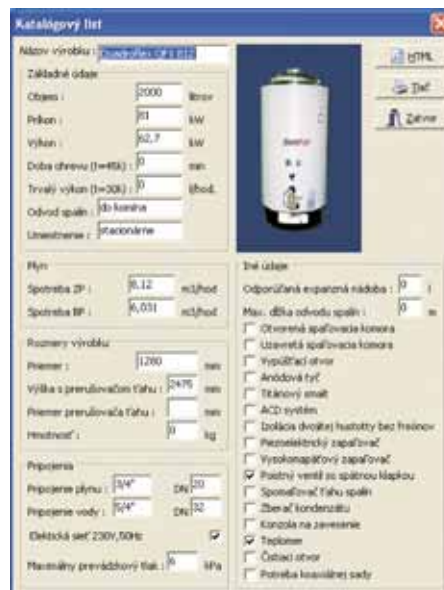 Katalógový list
Názov výrobku :
HTML
Tlač
Zatvor
Základné údaje
Objem : 2000 litrov
Príkon : 81 kW
Výkon : 62,7 kW
Doba ohrevu (t=45k) : 0 min
Trvalý výkon (t=30k) : 0 l/hod.
Odvod spalín : do komína
Umiestnenie : stacionárne
Plyn
Spotreba ZP : 8,12 m3/hod
Spotreba BP : 6,031 m3/hod
Rozmery výrobku
Priemer : 1280 mm
Výška s prerušovačom ťahu : 2475 mm
Priemer prerušovača ťahu : mm
Hmotnosť : 0 kg
Pripojenia
Pripojenie plynu : 3/4" DN 20
Pripojenie vody : 5/4" DN 32
Elektická sieť 230V,50Hz
Maximálny prevádzkový tlak : 6 kPa
Iné údaje
Odporúčaná expanzná nádoba : 0 l
Max. dĺžka odvodu spalín : 0 m
Otvorená spaľovacia komora
Uzavretá spaľovacia komora
Vypúšťací otvor
Anódová tyč
Titánový smalt
ACD systém
Izolácia dvojitej hustotty bez freónov
Piezoelektrický zapaľovač
Vysokonapäťový zapaľovač
Poistný ventil so spätnou klapkou
Spomaľovač ťahu spalín
Zberač kondenzátu
Konzola na zavesenie
Teplomer
Čistiaci otvor
Potreba koaxiálnej sady